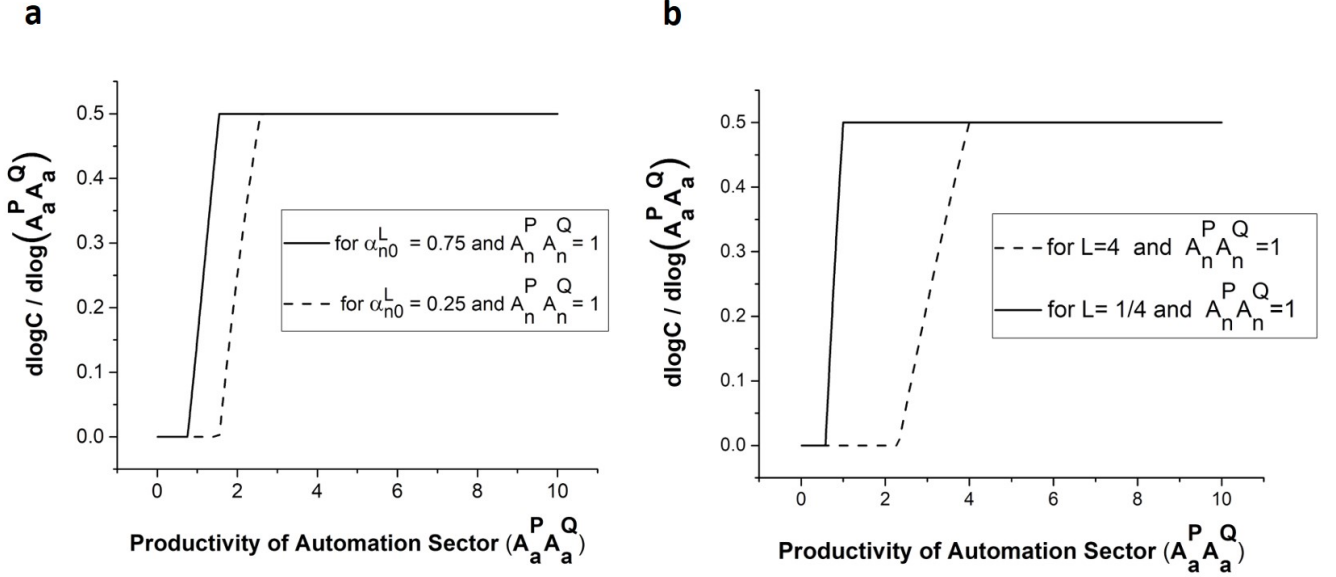 a
0.5
0.4
0.3
0.2
0.1
0.0
dlogC / dlog(A_a^P A_a^Q)
for α_n0^L = 0.75 and A_n^P A_n^Q = 1
for α_n0^L = 0.25 and A_n^P A_n^Q = 1
0 2 4 6 8 10
Productivity of Automation Sector (A_a^P A_a^Q)
b
0.5
0.4
0.3
0.2
0.1
0.0
dlogC / dlog(A_a^P A_a^Q)
for L=4 and A_n^P A_n^Q =1
for L= 1/4 and A_n^P A_n^Q =1
0 2 4 6 8 10
Productivity of Automation Sector (A_a^P A_a^Q)